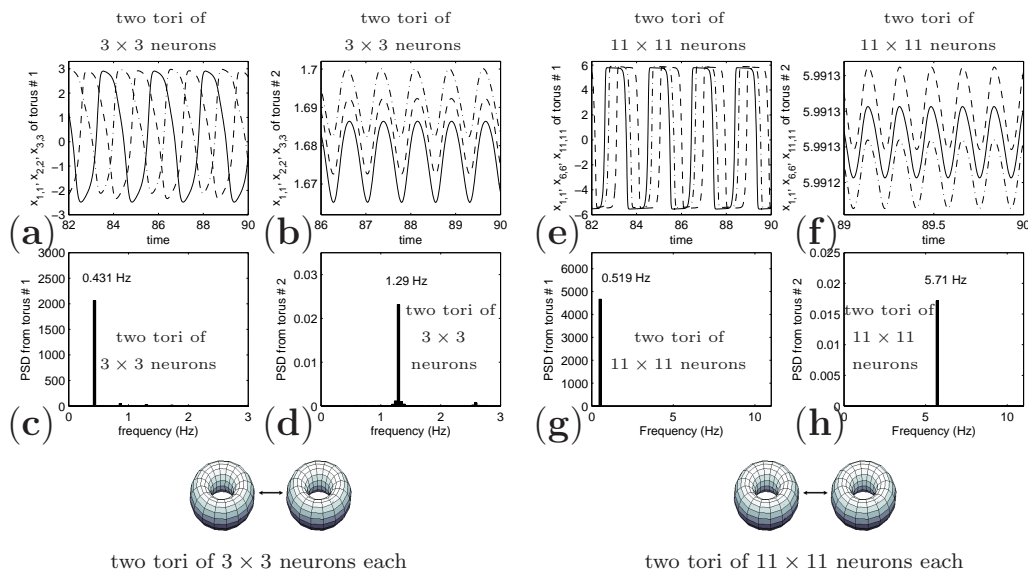 two tori of
3 × 3 neurons
two tori of
3 × 3 neurons
two tori of
11 × 11 neurons
two tori of
11 × 11 neurons
x1,1, x2,2, x3,3 of torus # 1
3
2
1
0
−1
−2
−3
82 84 86 88 90
time
(a)
x1,1, x2,2, x3,3 of torus # 2
1.7
1.69
1.68
1.67
86 87 88 89 90
time
(b)
x1,1, x6,6, x11,11 of torus # 1
6
4
2
0
−2
−4
−6
82 84 86 88 90
time
(e)
x1,1, x6,6, x11,11 of torus # 2
5.9913
5.9913
5.9912
89 89.5 90
time
(f)
PSD from torus # 1
3000
2500
2000
1500
1000
500
0
0 1 2 3
frequency (Hz)
0.431 Hz
two tori of
3 × 3 neurons
(c)
PSD from torus # 2
0.03
0.02
0.01
0
0 1 2 3
frequency (Hz)
1.29 Hz
two tori of
3 × 3
neurons
(d)
PSD from torus # 1
6000
5000
4000
3000
2000
1000
0
0 5 10
Frequency (Hz)
0.519 Hz
two tori of
11 × 11 neurons
(g)
PSD from torus # 2
0.025
0.02
0.015
0.01
0.005
0
0 5 10
Frequency (Hz)
5.71 Hz
two tori of
11 × 11
neurons
(h)
two tori of 3 × 3 neurons each
two tori of 11 × 11 neurons each